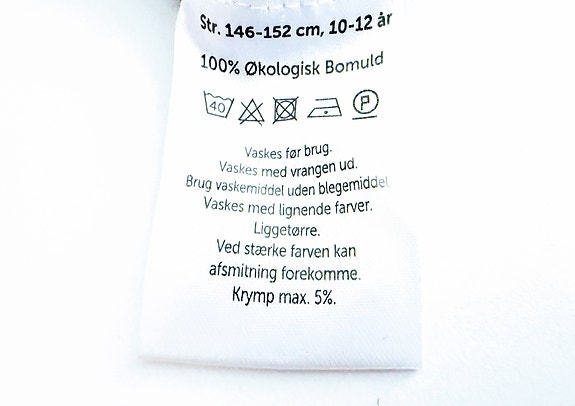 Str. 146-152 cm, 10-12 år
100% Økologisk Bomuld
40 P
Vaskes før brug.
Vaskes med vrangen ud.
Brug vaskemiddel uden blegemiddel
Vaskes med lignende farver.
Liggetørre.
Ved stærke farven kan
afsmitning forekomme.
Krymp max. 5%.